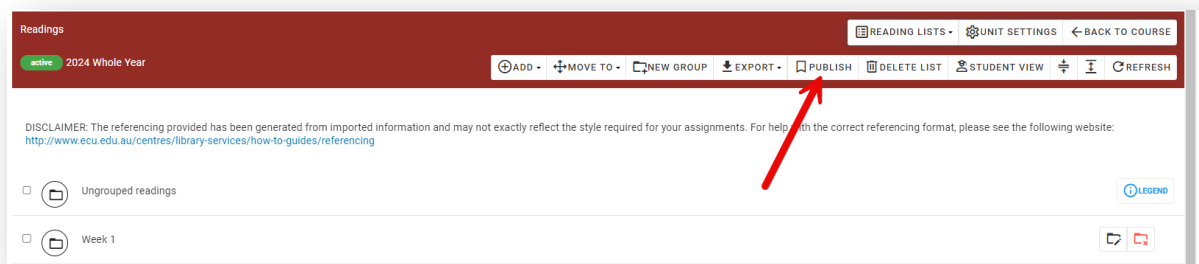 Readings
READING LISTS UNIT SETTINGS BACK TO COURSE
active 2024 Whole Year
ADD MOVE TO NEW GROUP EXPORT PUBLISH DELETE LIST STUDENT VIEW REFRESH
DISCLAIMER: The referencing provided has been generated from imported information and may not exactly reflect the style required for your assignments. For help with the correct referencing format, please see the following website:
http://www.ecu.edu.au/centres/library-services/how-to-guides/referencing
Ungrouped readings LEGEND
Week 1